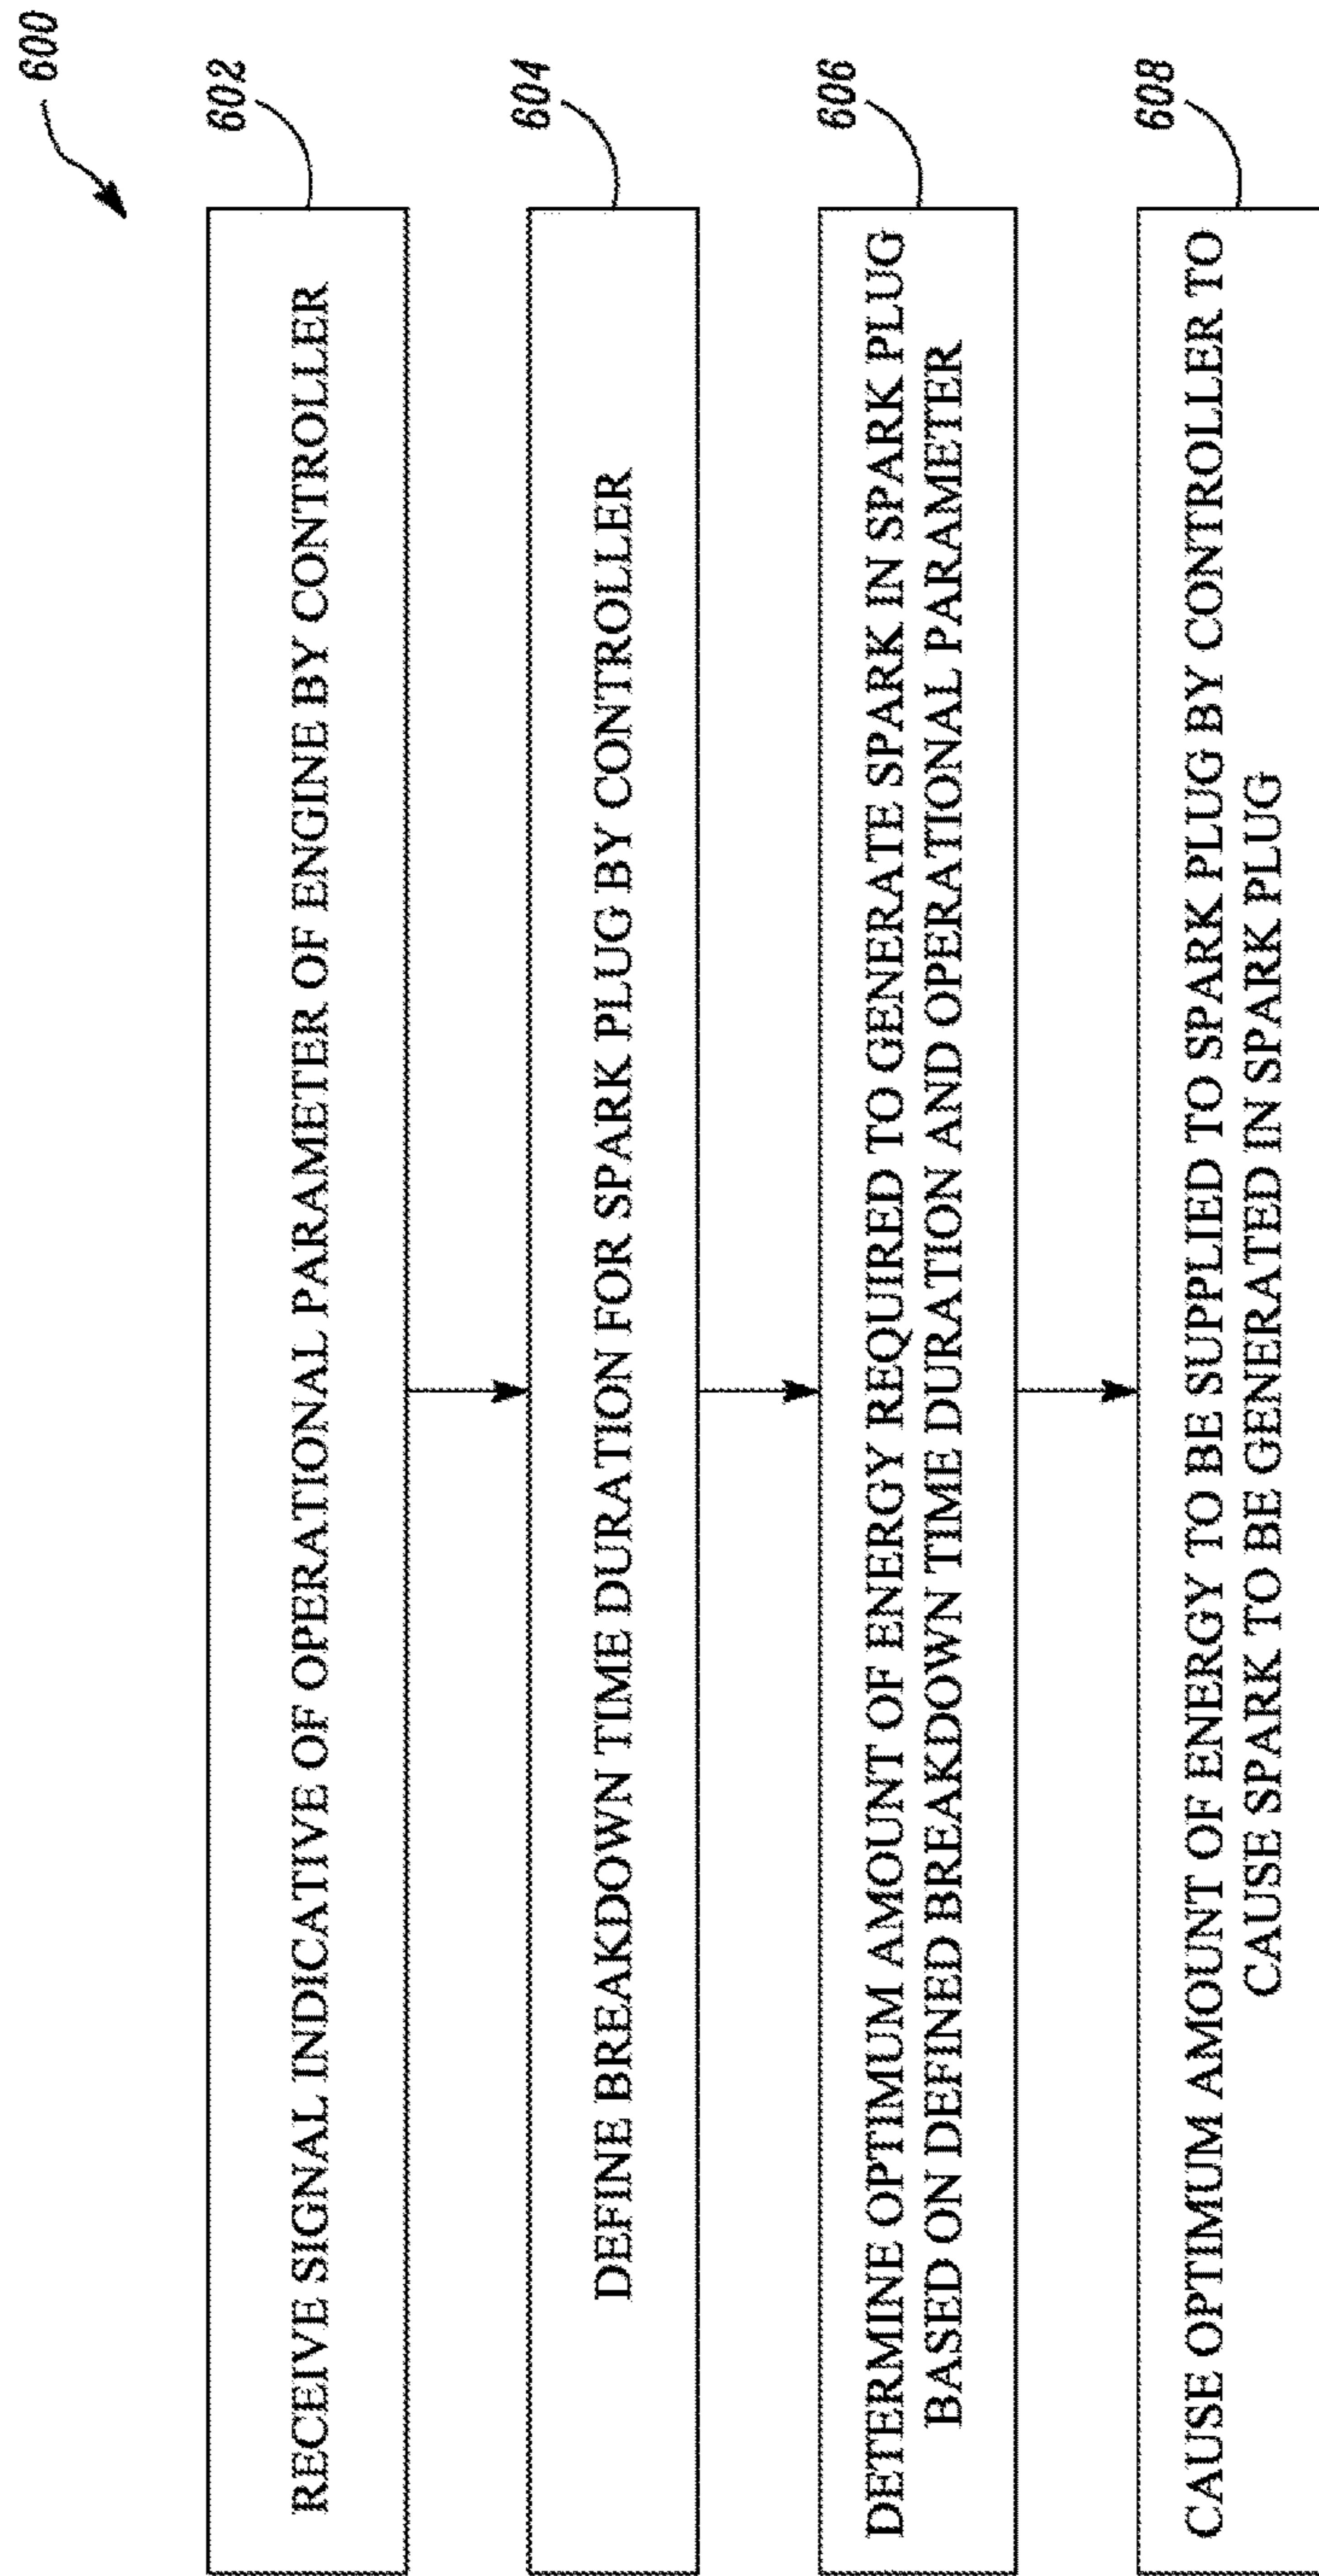 600
602
RECEIVE SIGNAL INDICATIVE OF OPERATIONAL PARAMETER OF ENGINE BY CONTROLLER
604
DEFINE BREAKDOWN TIME DURATION FOR SPARK PLUG BY CONTROLLER
606
DETERMINE OPTIMUM AMOUNT OF ENERGY REQUIRED TO GENERATE SPARK IN SPARK PLUG
BASED ON DEFINED BREAKDOWN TIME DURATION AND OPERATIONAL PARAMETER
608
CAUSE OPTIMUM AMOUNT OF ENERGY TO BE SUPPLIED TO SPARK PLUG BY CONTROLLER TO
CAUSE SPARK TO BE GENERATED IN SPARK PLUG